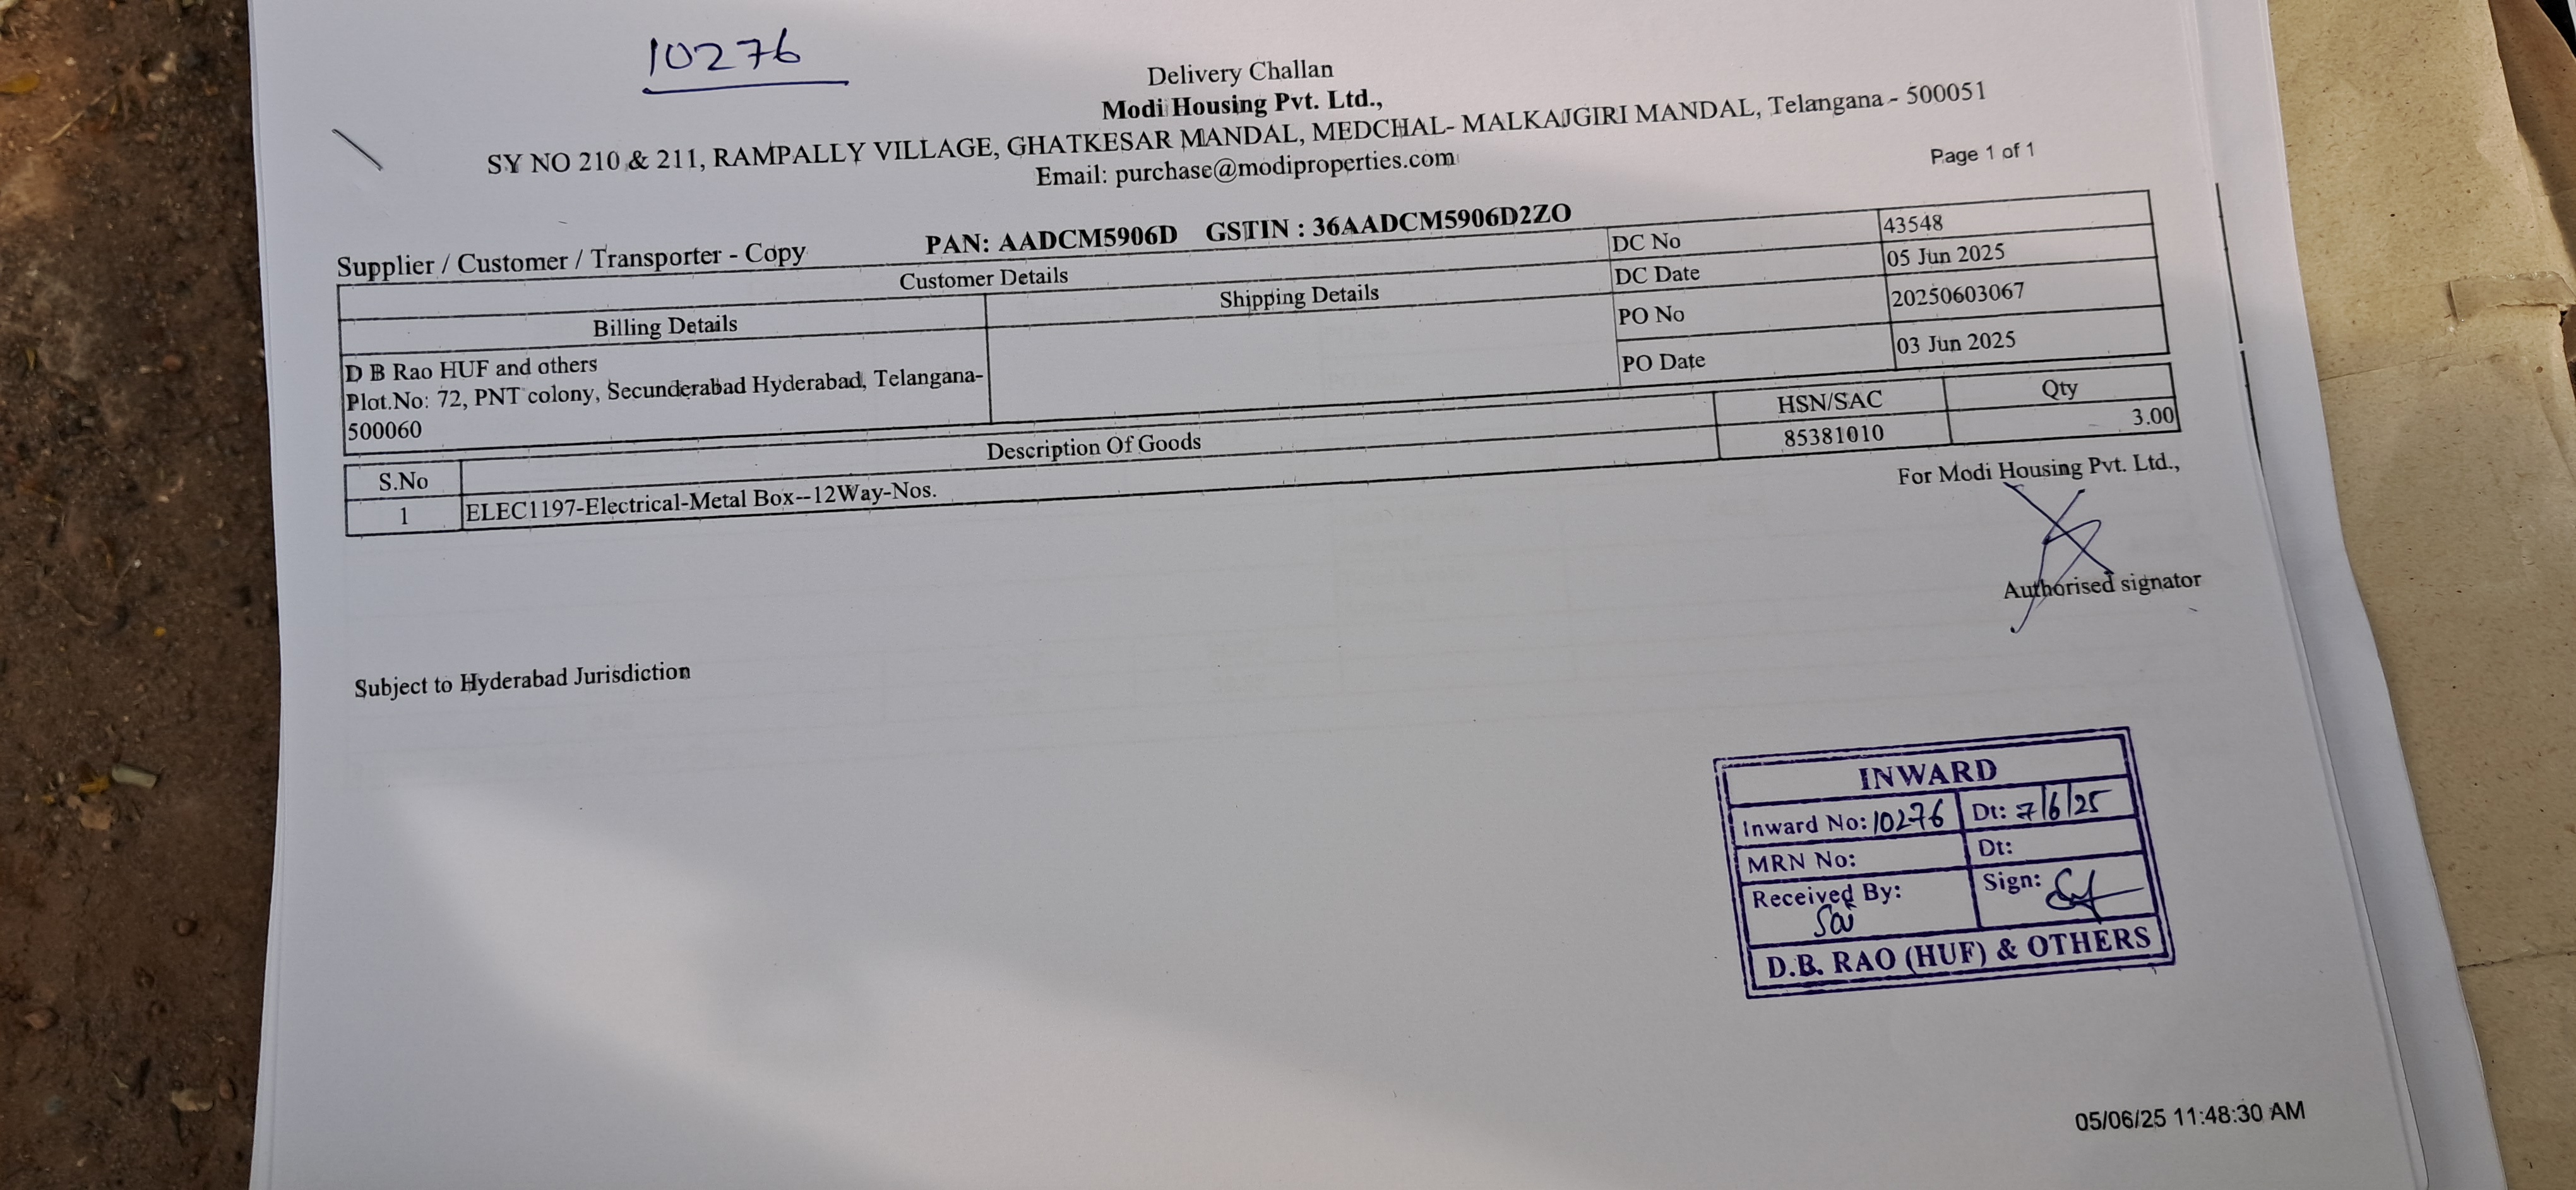 10276
Delivery Challan
Modi Housing Pvt. Ltd.,
SY NO 210 & 211, RAMPALLY VILLAGE, GHATKESAR MANDAL, MEDCHAL- MALKAJGIRI MANDAL, Telangana - 500051
Email: purchase@modiproperties.com
Page 1 of 1
PAN: AADCM5906D GSTIN : 36AADCM5906D2ZO
Supplier / Customer / Transporter - Copy
Customer Details
Billing Details
Shipping Details
D B Rao HUF and others
Plot.No: 72, PNT colony, Secunderabad Hyderabad, Telangana-
500060
DC No 43548
DC Date 05 Jun 2025
PO No 20250603067
PO Date 03 Jun 2025
S.No Description Of Goods HSN/SAC Qty
1 ELEC1197-Electrical-Metal Box--12Way-Nos. 85381010 3.00
For Modi Housing Pvt. Ltd.,
Authorised signator
Subject to Hyderabad Jurisdiction
INWARD
Inward No: 10276 Dt: 7/6/25
MRN No: Dt:
Received By: Sign:
Sai
D.B. RAO (HUF) & OTHERS
05/06/25 11:48:30 AM